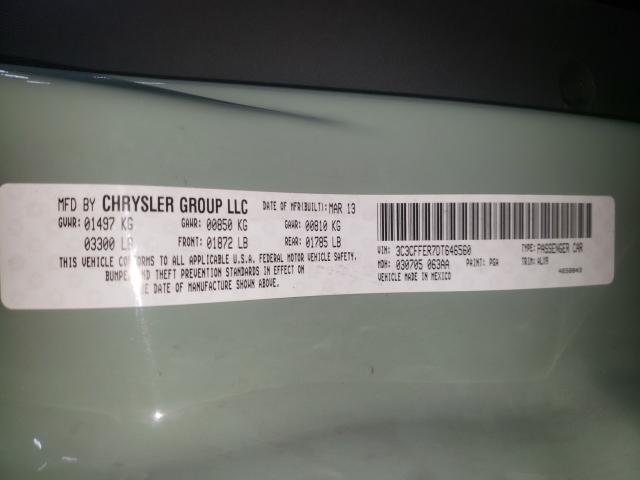 MFD BY CHRYSLER GROUP LLC DATE OF MFR(BUILT): MAR 13
GVWR: 01497 KG GAWR: 00850 KG GAWR: 00810 KG
03300 LB FRONT: 01872 LB REAR: 01785 LB
THIS VEHICLE CONFORMS TO ALL APPLICABLE U.S.A. FEDERAL MOTOR VEHICLE SAFETY,
BUMPER, AND THEFT PREVENTION STANDARDS IN EFFECT ON
THE DATE OF MANUFACTURE SHOWN ABOVE.
VIN: 3C3CFFER7DT646560 TYPE: PASSENGER CAR
MDH: 030705 063AA PAINT: PGA TRIM: ALX9
VEHICLE MADE IN MEXICO